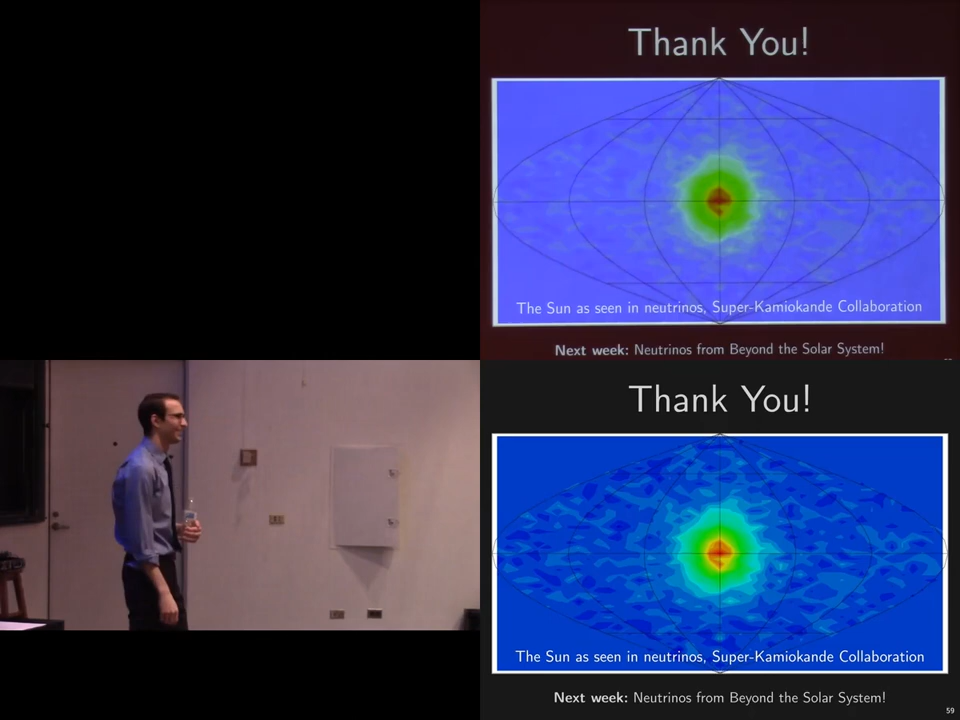 Thank You!
The Sun as seen in neutrinos, Super-Kamiokande Collaboration
Next week: Neutrinos from Beyond the Solar System!
Thank You!
The Sun as seen in neutrinos, Super-Kamiokande Collaboration
Next week: Neutrinos from Beyond the Solar System!
59